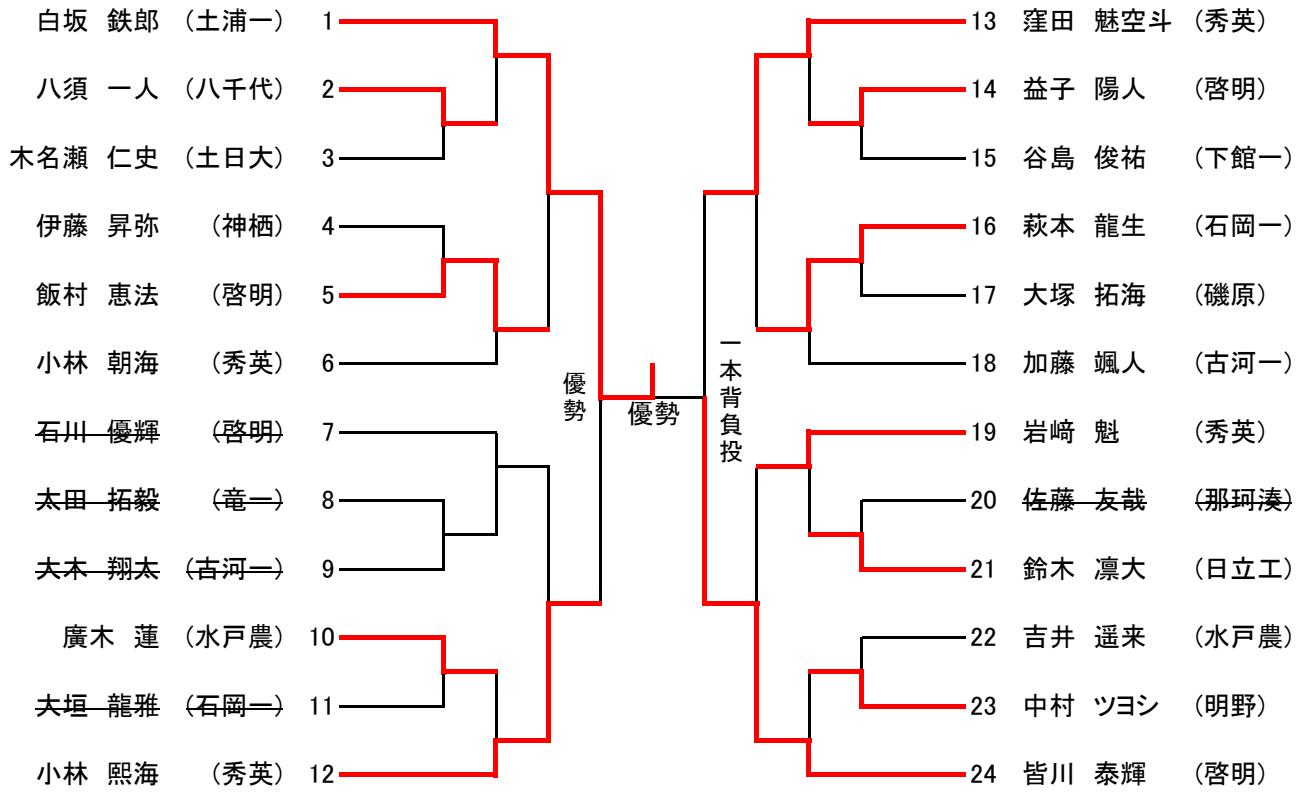 白坂 鉄郎 (土浦一) 1
八須 一人 (八千代) 2
木名瀬 仁史 (土日大) 3
伊藤 昇弥 (神栖) 4
飯村 恵法 (啓明) 5
小林 朝海 (秀英) 6
石川 優輝 (啓明) 7
太田 拓毅 (竜一) 8
大木 翔太 (古河一) 9
廣木 蓮 (水戸農) 10
大垣 龍雅 (石岡一) 11
小林 熙海 (秀英) 12
優勢
優勢
一本背負投
13 窪田 魅空斗 (秀英)
14 益子 陽人 (啓明)
15 谷島 俊祐 (下館一)
16 萩本 龍生 (石岡一)
17 大塚 拓海 (磯原)
18 加藤 颯人 (古河一)
19 岩﨑 魁 (秀英)
20 佐藤 友哉 (那珂湊)
21 鈴木 凛大 (日立工)
22 吉井 遥来 (水戸農)
23 中村 ツヨシ (明野)
24 皆川 泰輝 (啓明)